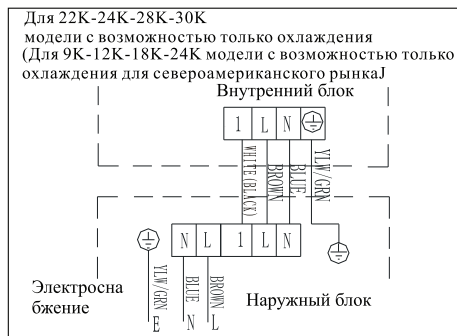 Для 22K-24K-28K-30K
модели с возможностью только охлаждения
(Для 9K-12K-18K-24K модели с возможностью только
охлаждения для североамериканского рынкаJ
Внутренний блок
1 L N
WHITE(BLACK)
BROWN
BLUE
YLW/GRN
N L 1 L N
Электросна
бжение
YLW/GRN
BLUE
BROWN
E N L
Наружный блок